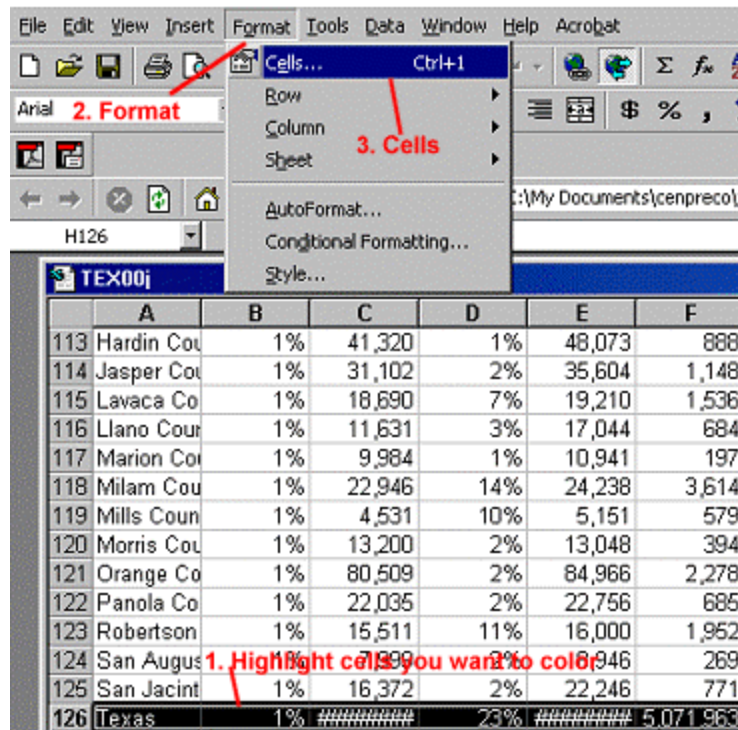 File Edit View Insert Format Tools Data Window Help Acrobat
Cells... Ctrl+1
Arial 2. Format Row $ % ,
Column
3. Cells
Sheet
AutoFormat... :\My Documents\cenpreco\
H126 Conditional Formatting...
TEX00j Style...
A B C D E F
113 Hardin Cou 1% 41,320 1% 48,073 888
114 Jasper Cou 1% 31,102 2% 35,604 1,148
115 Lavaca Co 1% 18,690 7% 19,210 1,536
116 Llano Cour 1% 11,631 3% 17,044 684
117 Marion Cou 1% 9,984 1% 10,941 197
118 Milam Cou 1% 22,946 14% 24,238 3,614
119 Mills Coun 1% 4,531 10% 5,151 579
120 Morris Cou 1% 13,200 2% 13,048 394
121 Orange Co 1% 80,509 2% 84,966 2,278
122 Panola Co 1% 22,035 2% 22,756 685
123 Robertson 1% 15,511 11% 16,000 1,952
124 San Augus 1. Highlight cells you want to color 946 269
125 San Jacint 1% 16,372 2% 22,246 771
126 Texas 1% ######### 23% ######## 5,071,963